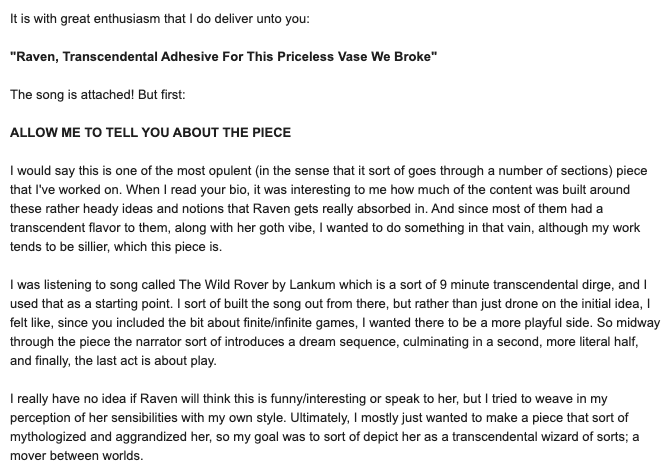 It is with great enthusiasm that I do deliver unto you:
"Raven, Transcendental Adhesive For This Priceless Vase We Broke"
The song is attached! But first:
ALLOW ME TO TELL YOU ABOUT THE PIECE
I would say this is one of the most opulent (in the sense that it sort of goes through a number of sections) piece
that I've worked on. When I read your bio, it was interesting to me how much of the content was built around
these rather heady ideas and notions that Raven gets really absorbed in. And since most of them had a
transcendent flavor to them, along with her goth vibe, I wanted to do something in that vain, although my work
tends to be sillier, which this piece is.
I was listening to song called The Wild Rover by Lankum which is a sort of 9 minute transcendental dirge, and I
used that as a starting point. I sort of built the song out from there, but rather than just drone on the initial idea, I
felt like, since you included the bit about finite/infinite games, I wanted there to be a more playful side. So midway
through the piece the narrator sort of introduces a dream sequence, culminating in a second, more literal half,
and finally, the last act is about play.
I really have no idea if Raven will think this is funny/interesting or speak to her, but I tried to weave in my
perception of her sensibilities with my own style. Ultimately, I mostly just wanted to make a piece that sort of
mythologized and aggrandized her, so my goal was to sort of depict her as a transcendental wizard of sorts; a
mover between worlds.